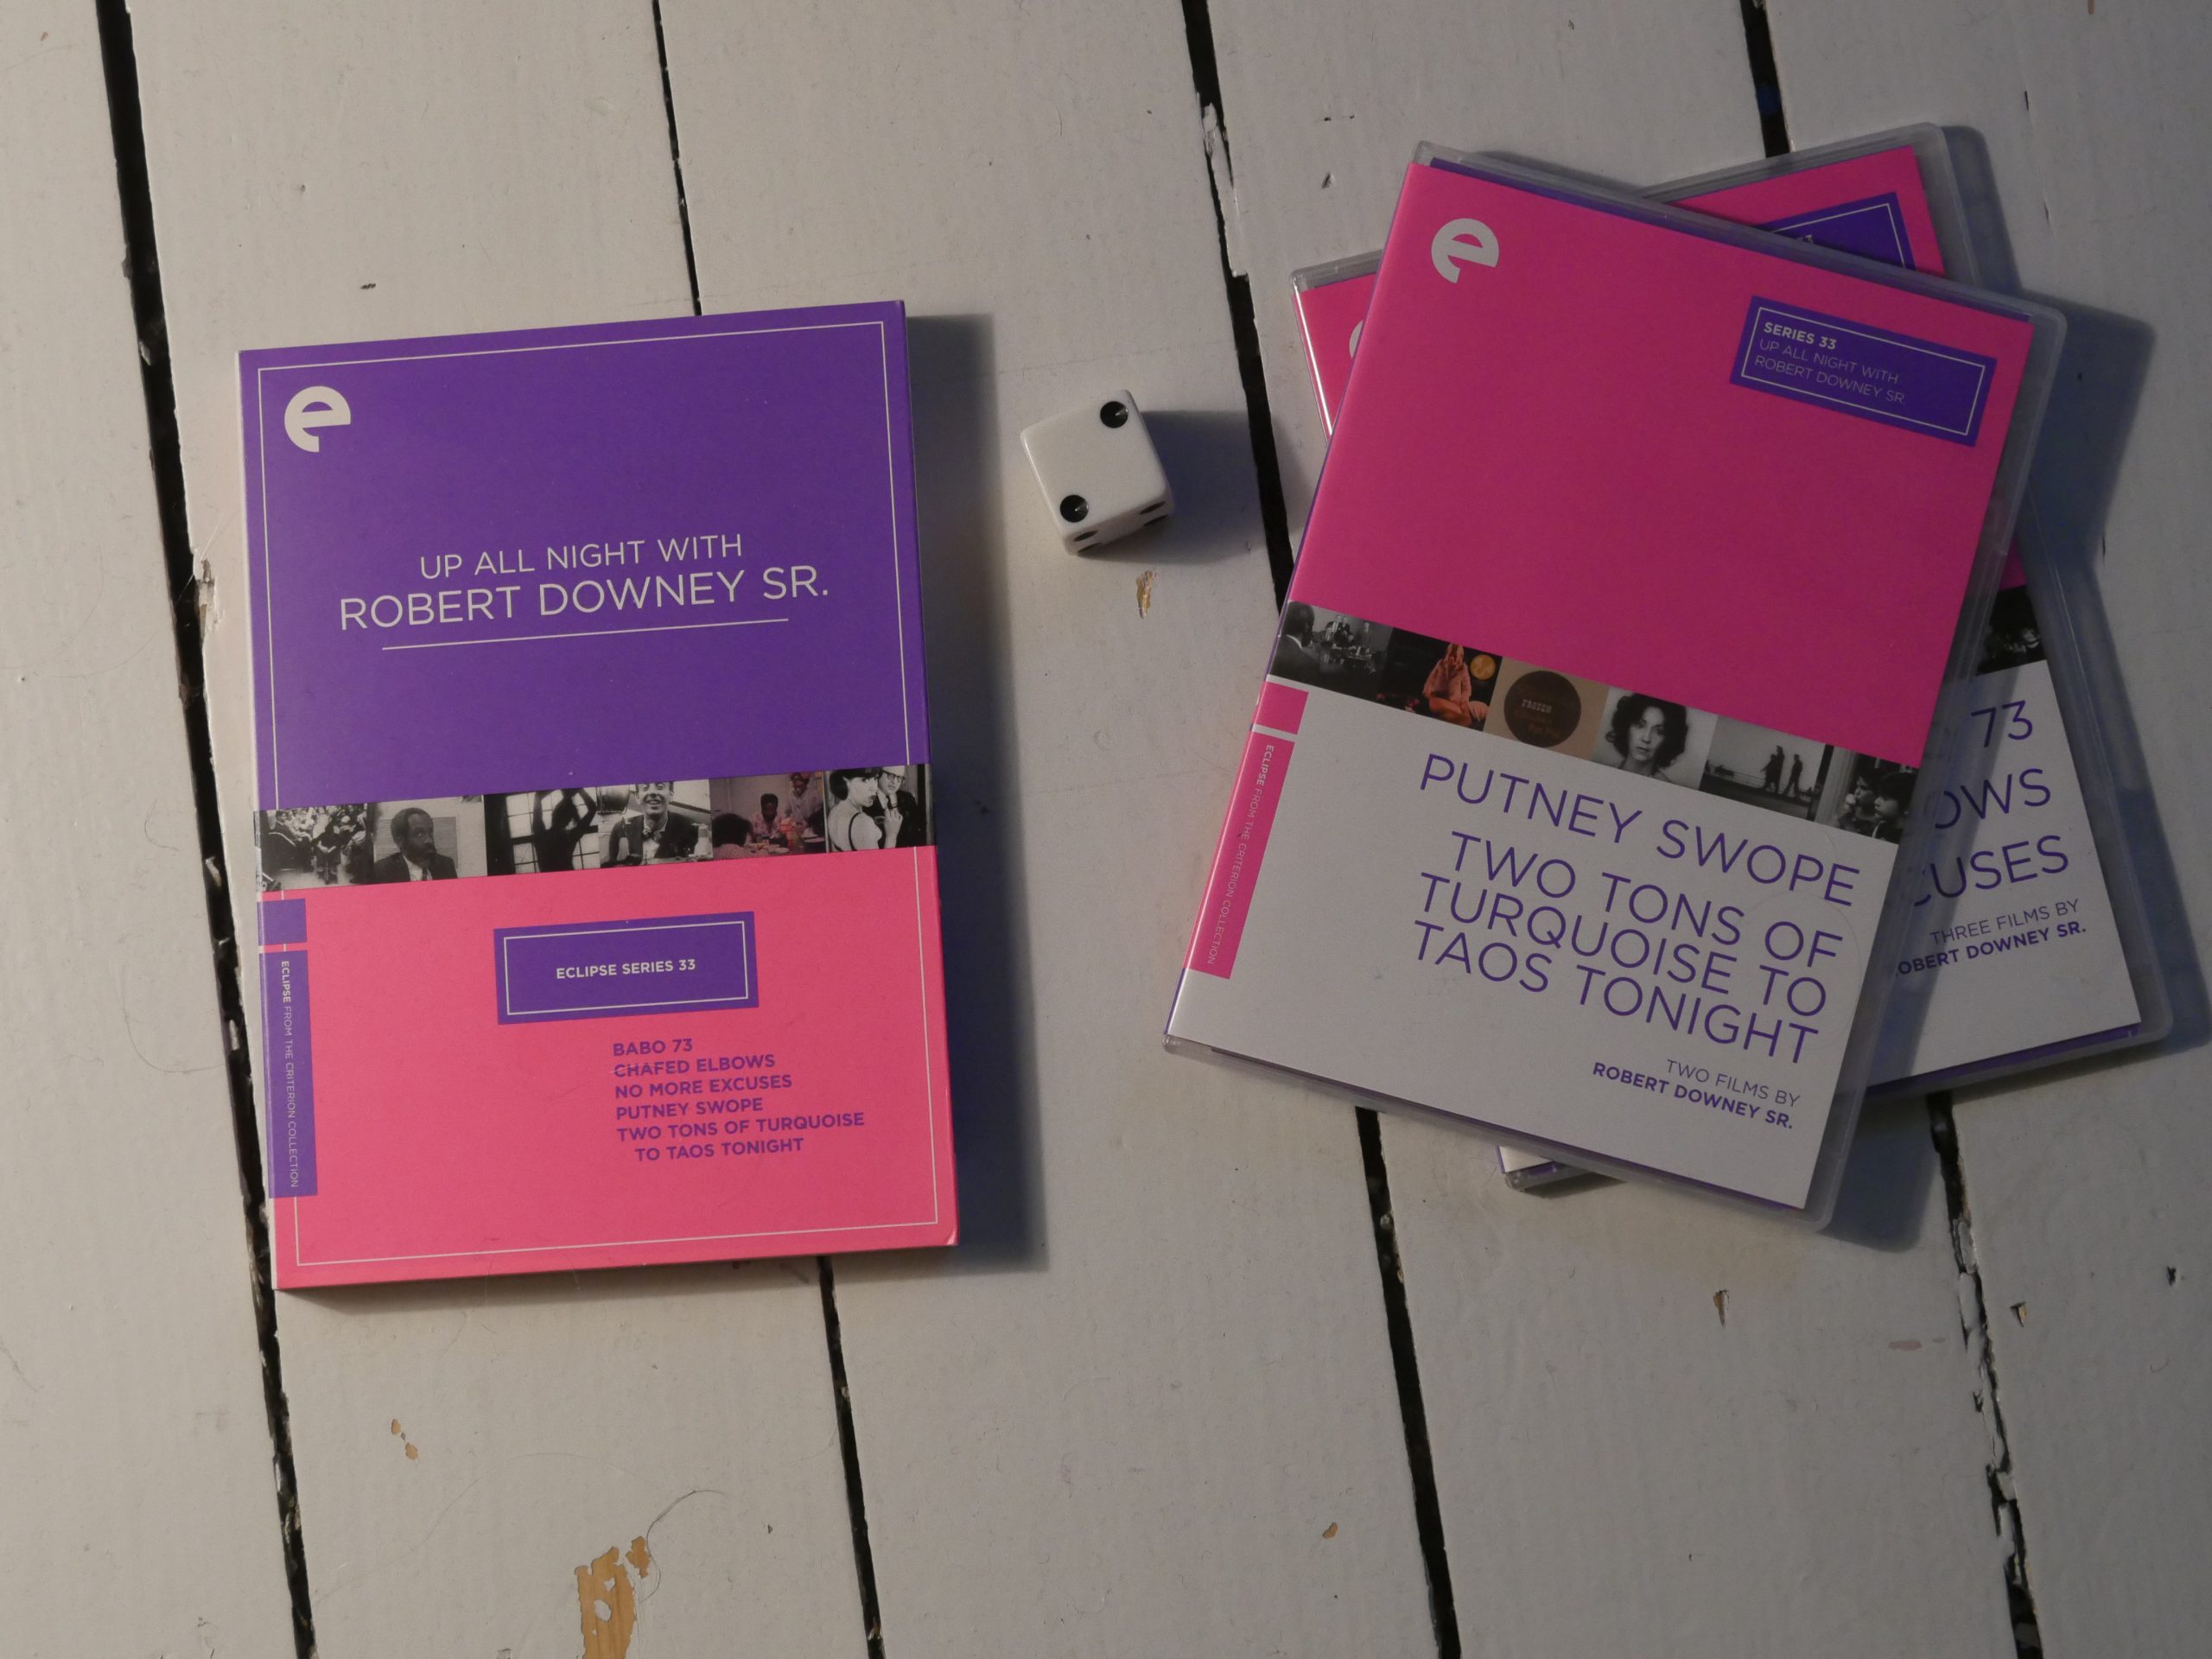 e
UP ALL NIGHT WITH
ROBERT DOWNEY SR.
ECLIPSE SERIES 33
BABO 73
CHAFED ELBOWS
NO MORE EXCUSES
PUTNEY SWOPE
TWO TONS OF TURQUOISE
TO TAOS TONIGHT
ECLIPSE FROM THE CRITERION COLLECTION
e
SERIES 33
UP ALL NIGHT WITH
ROBERT DOWNEY SR.
FROZEN
PUTNEY SWOPE
TWO TONS OF
TURQUOISE TO
TAOS TONIGHT
TWO FILMS BY
ROBERT DOWNEY SR.
ECLIPSE FROM THE CRITERION COLLECTION
73
OWS
CUSES
THREE FILMS BY
OBERT DOWNEY SR.